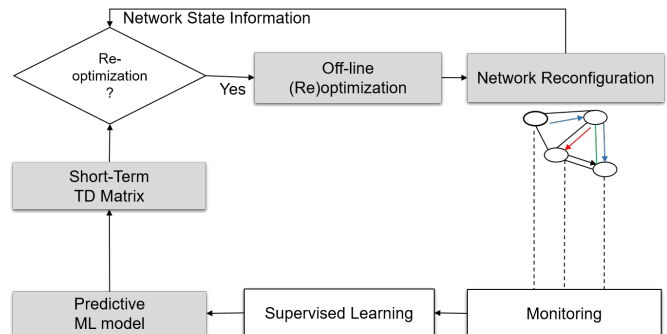 Network State Information
Re-
optimization
?
Yes
Off-line
(Re)optimization
Network Reconfiguration
Short-Term
TD Matrix
Predictive
ML model
Supervised Learning
Monitoring